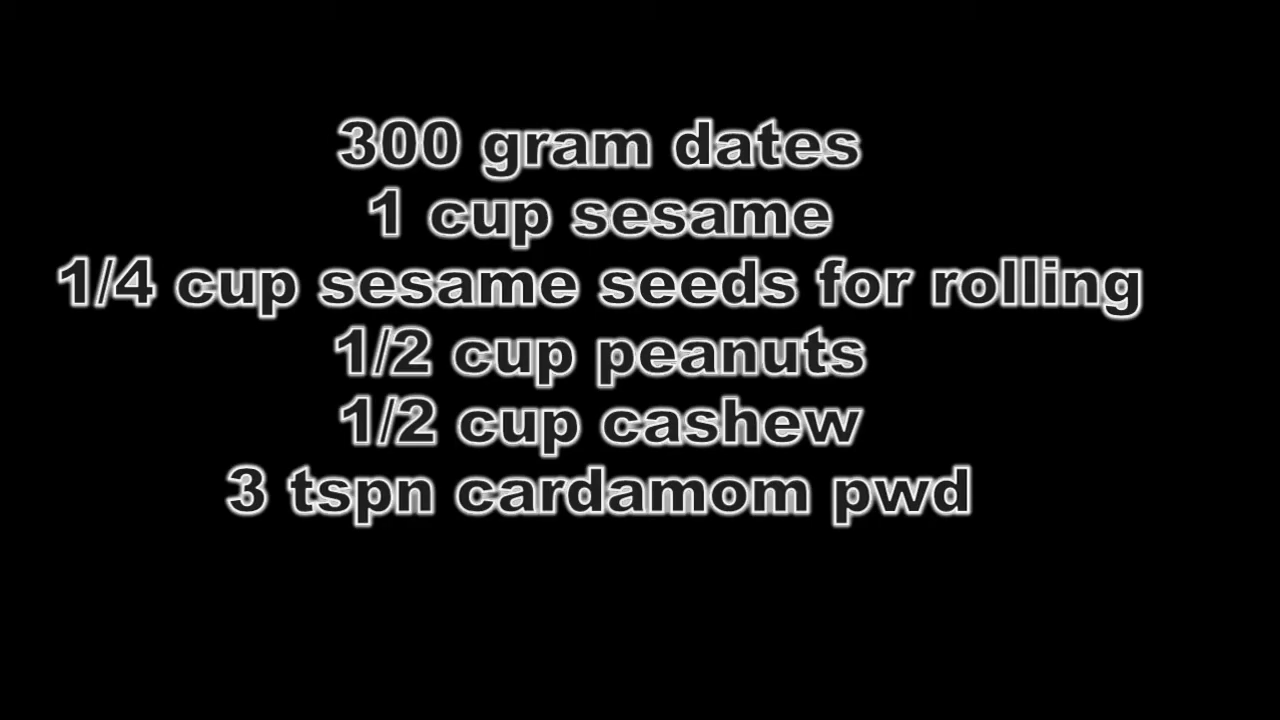 300 gram dates
1 cup sesame
1/4 cup sesame seeds for rolling
1/2 cup peanuts
1/2 cup cashew
3 tspn cardamom pwd